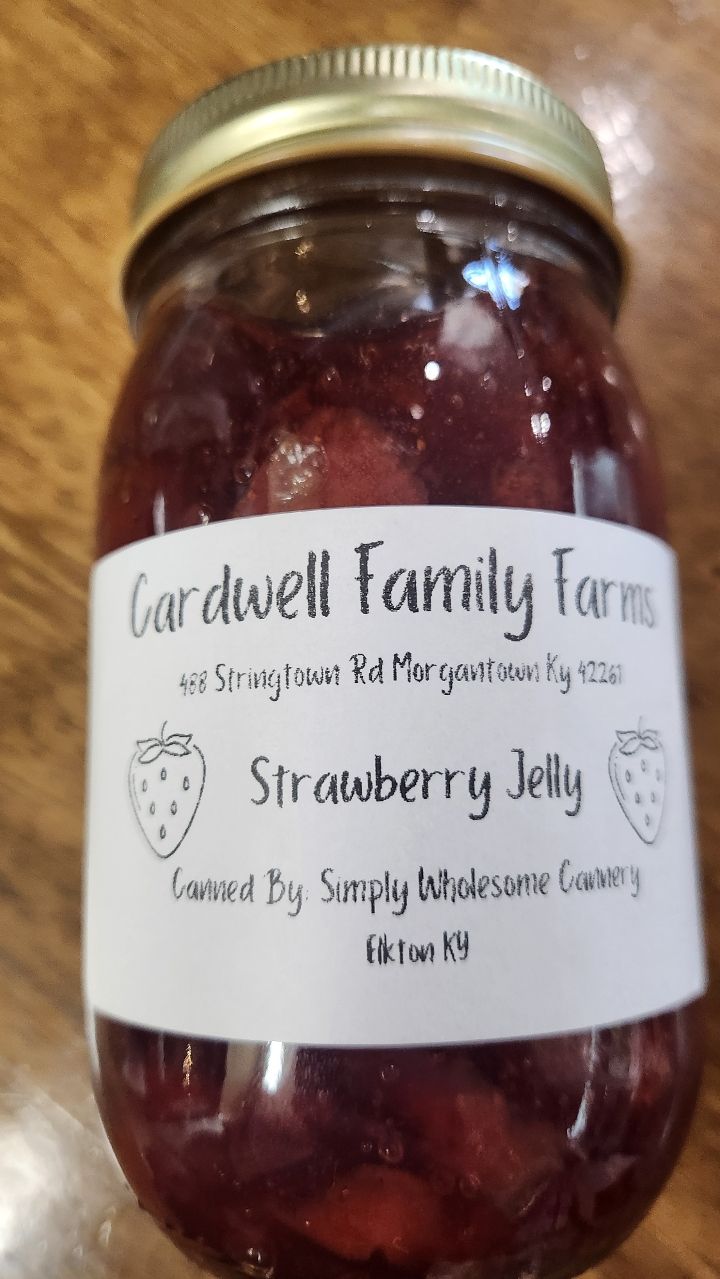 Cardwell Family Farms
488 Stringtown Rd Morgantown Ky 42261
Strawberry Jelly
Canned By: Simply Wholesome Cannery
Elkton KY